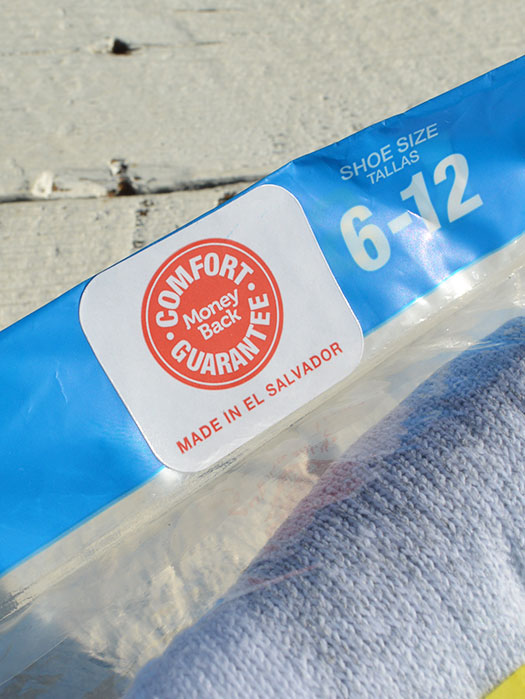 SHOE SIZE
TALLAS
6-12
COMFORT
Money
Back
GUARANTEE
MADE IN EL SALVADOR